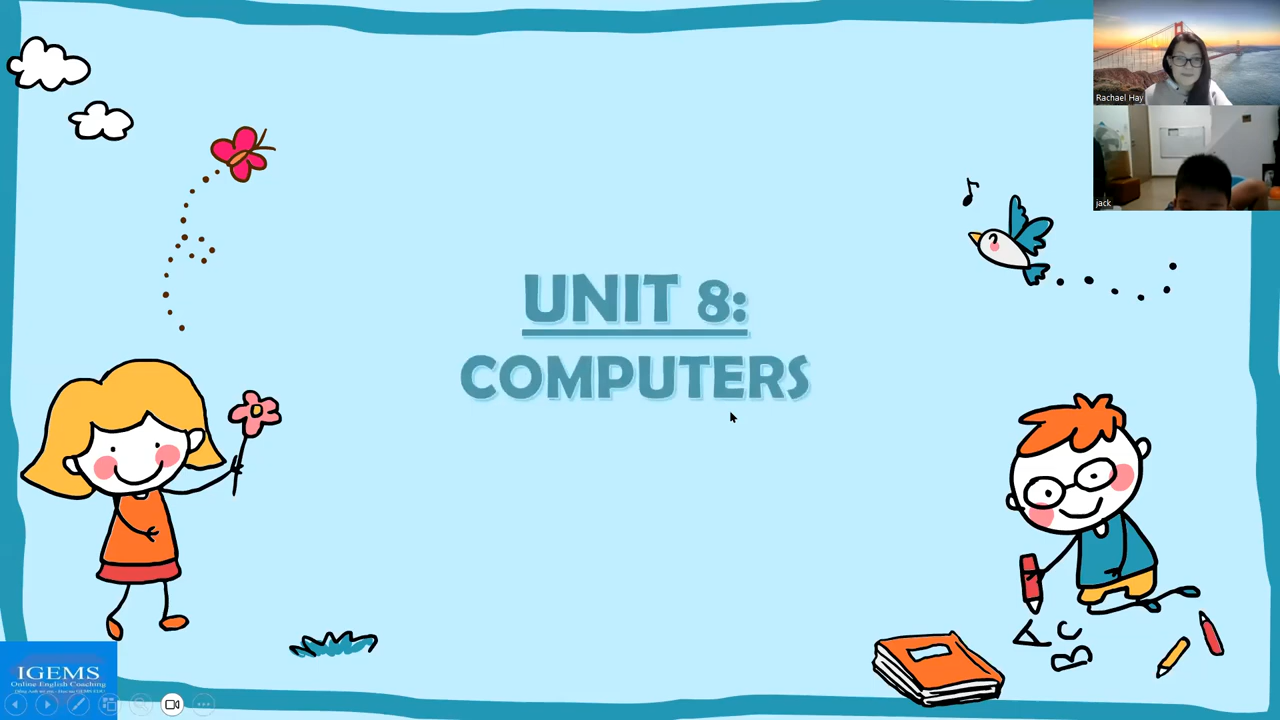 Rachael Hay
jack
UNIT 8:
COMPUTERS
A
C
B
IGEMS
Online English Coaching